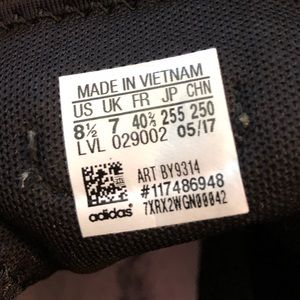 MADE IN VIETNAM
US UK FR JP CHN
8½ 7 40⅔ 255 250
LVL 029002 05/17
ART BY9314
#117486948
adidas 7XRX2WGN00042